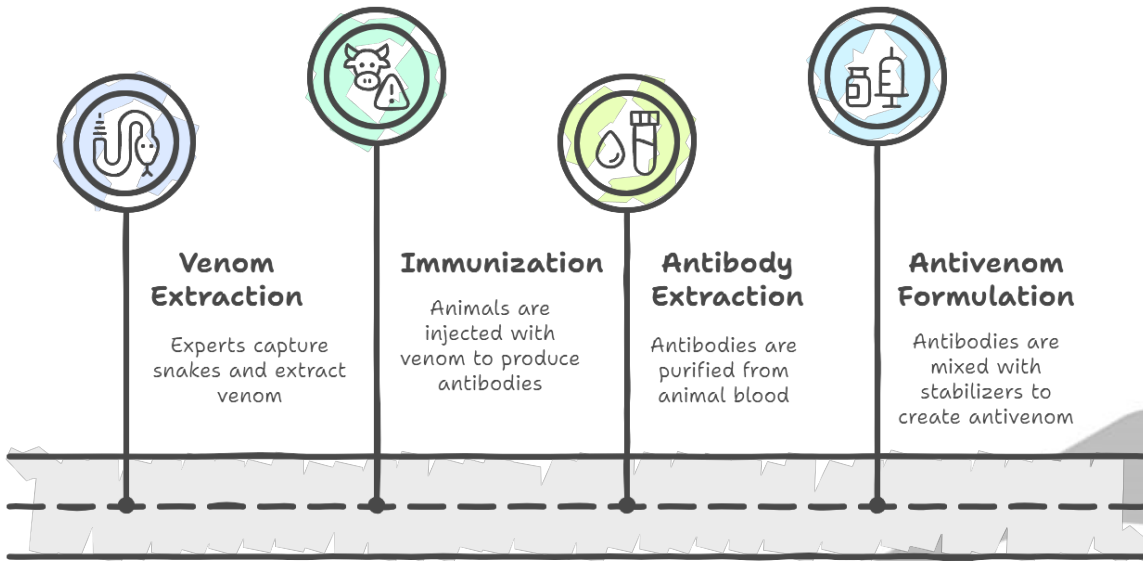 Venom
Extraction
Experts capture
snakes and extract
venom
Immunization
Animals are
injected with
venom to produce
antibodies
Antibody
Extraction
Antibodies are
purified from
animal blood
Antivenom
Formulation
Antibodies are
mixed with
stabilizers to
create antivenom